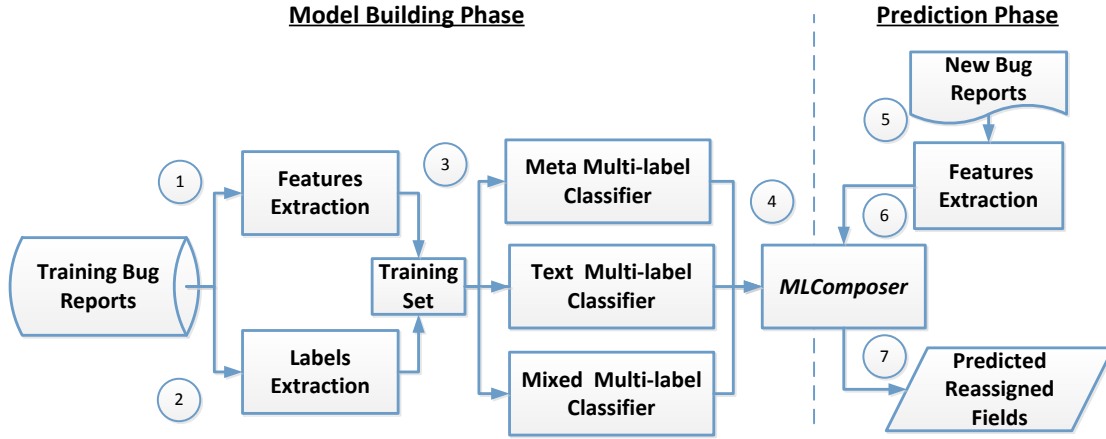 Model Building Phase
Prediction Phase
1
Features
Extraction
2
Labels
Extraction
Training Bug
Reports
Training
Set
3
Meta Multi-label
Classifier
Text Multi-label
Classifier
Mixed Multi-label
Classifier
4
MLComposer
New Bug
Reports
5
Features
Extraction
6
7
Predicted
Reassigned
Fields